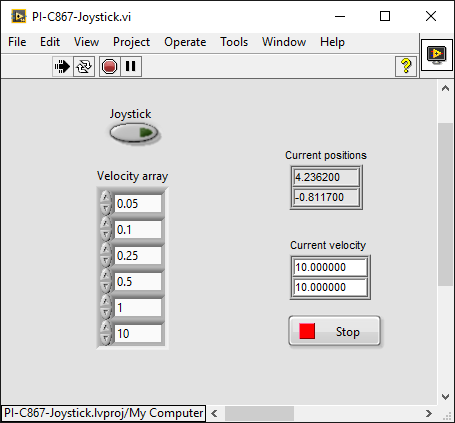 PI-C867-Joystick.vi
File Edit View Project Operate Tools Window Help
Joystick
Velocity array
0.05
0.1
0.25
0.5
1
10
Current positions
4.236200
-0.811700
Current velocity
10.000000
10.000000
Stop
PI-C867-Joystick.lvproj/My Computer